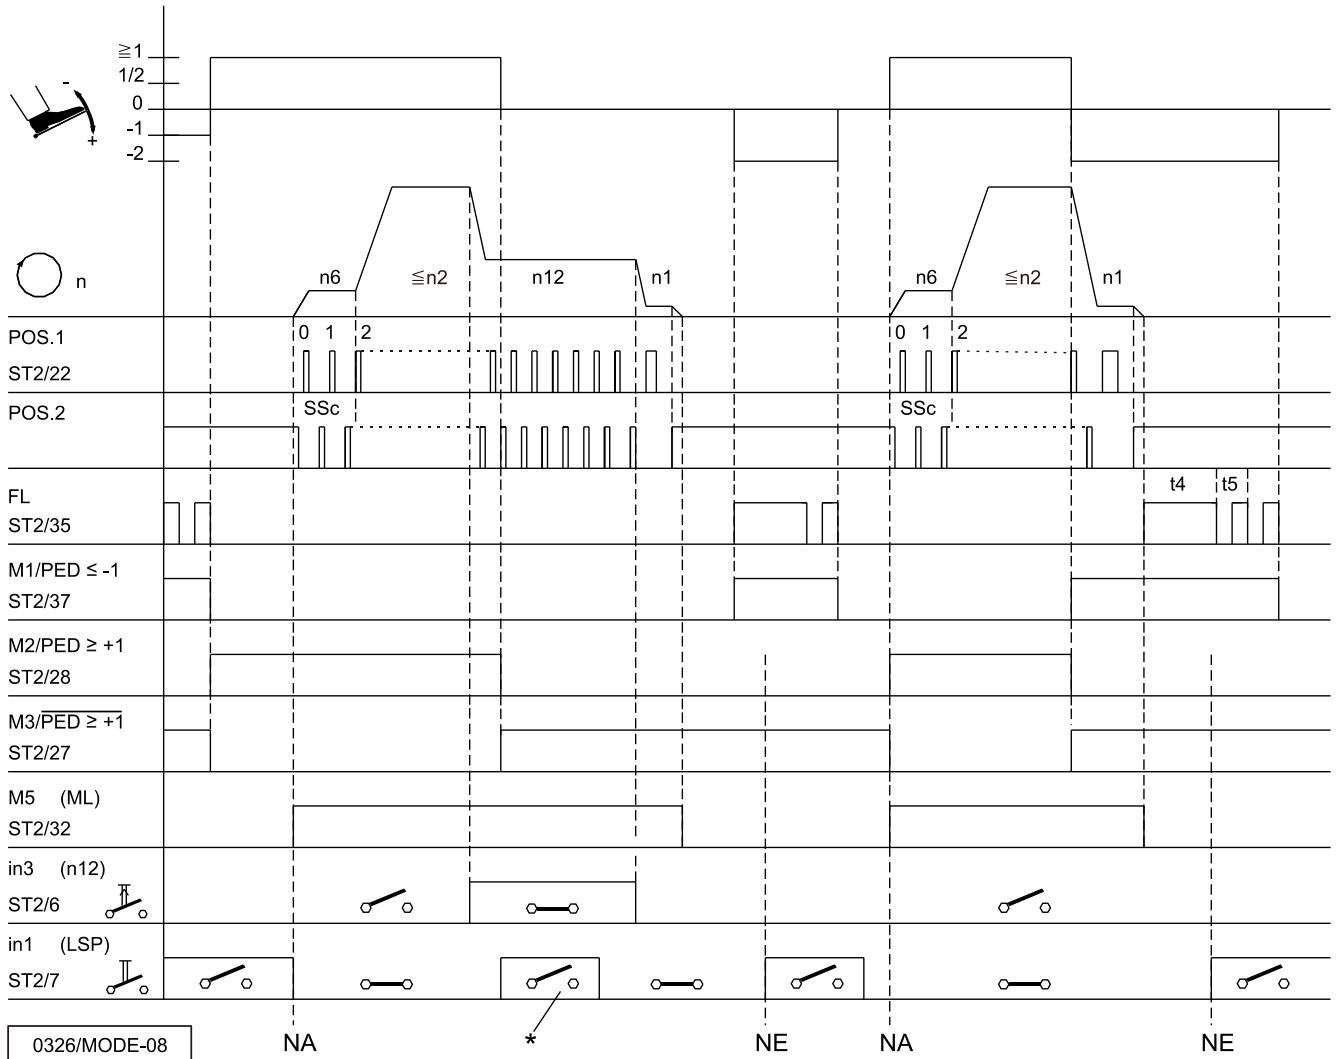 ≧1
1/2
0
-1
-2
-
+
n
n6 ≦n2 n12 n1 n6 ≦n2 n1
POS.1 0 1 2 0 1 2
ST2/22
POS.2 SSc SSc
FL t4 t5
ST2/35
M1/PED ≤ -1
ST2/37
M2/PED ≥ +1
ST2/28
M3/PED ≥ +1
ST2/27
M5 (ML)
ST2/32
in3 (n12)
ST2/6
in1 (LSP)
ST2/7
0326/MODE-08 NA * NE NA NE